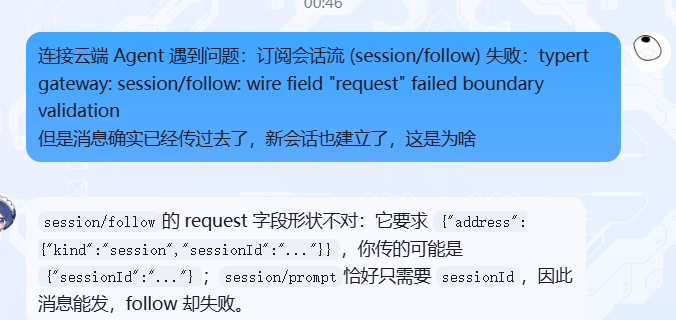 00:46
连接云端 Agent 遇到问题：订阅会话流 (session/follow) 失败：typert
gateway: session/follow: wire field "request" failed boundary
validation
但是消息确实已经传过去了，新会话也建立了，这是为啥
session/follow 的 request 字段形状不对：它要求 {"address":
{"kind":"session","sessionId":"..."}}，你传的可能是
{"sessionId":"..."}；session/prompt 恰好只需要 sessionId，因此
消息能发，follow 却失败。